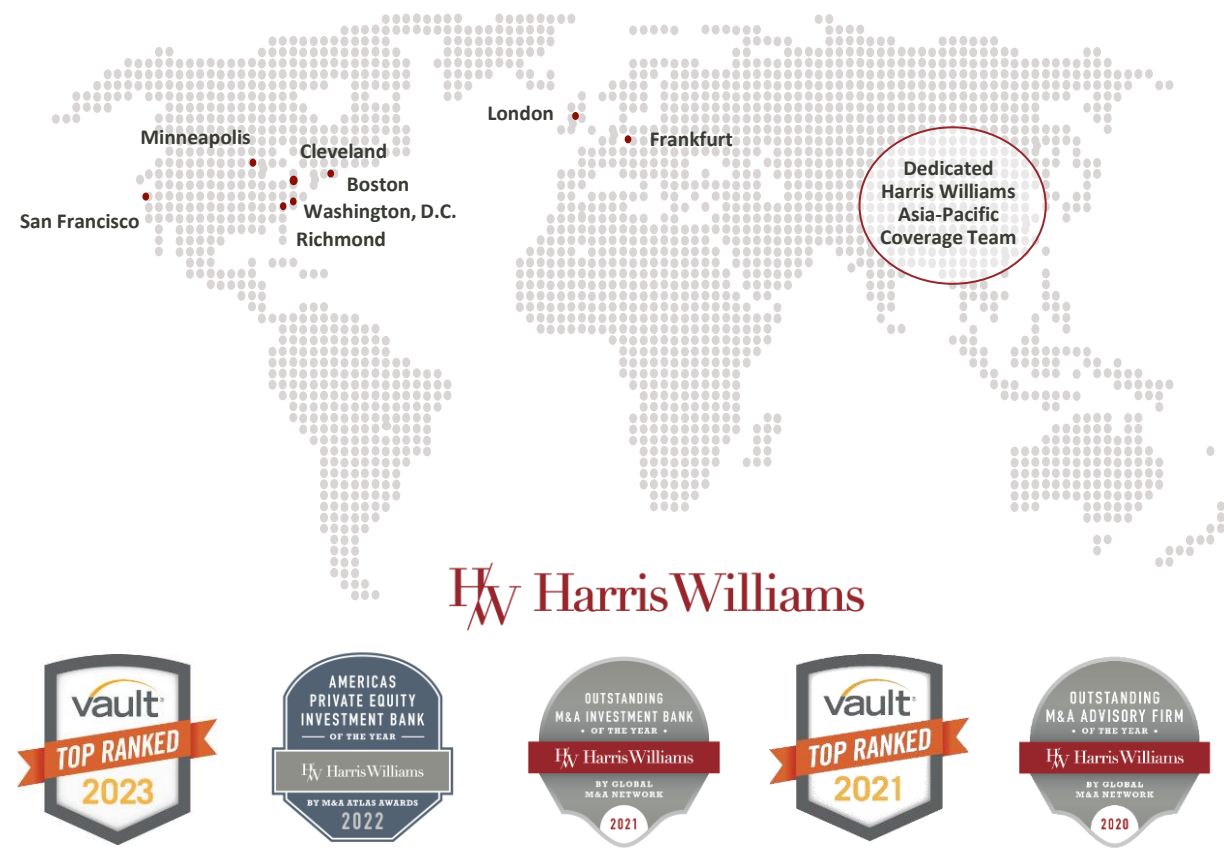 London
Frankfurt
Minneapolis
Cleveland
Boston
San Francisco
Washington, D.C.
Richmond
Dedicated
Harris Williams
Asia-Pacific
Coverage Team
HW Harris Williams
vault
TOP RANKED
2023
AMERICAS
PRIVATE EQUITY
INVESTMENT BANK
OF THE YEAR
HW Harris Williams
BY M&A ATLAS AWARDS
2022
OUTSTANDING
M&A INVESTMENT BANK
• OF THE YEAR •
HW Harris Williams
BY GLOBAL
M&A NETWORK
2021
vault
TOP RANKED
2021
OUTSTANDING
M&A ADVISORY FIRM
• OF THE YEAR •
HW Harris Williams
BY GLOBAL
M&A NETWORK
2020